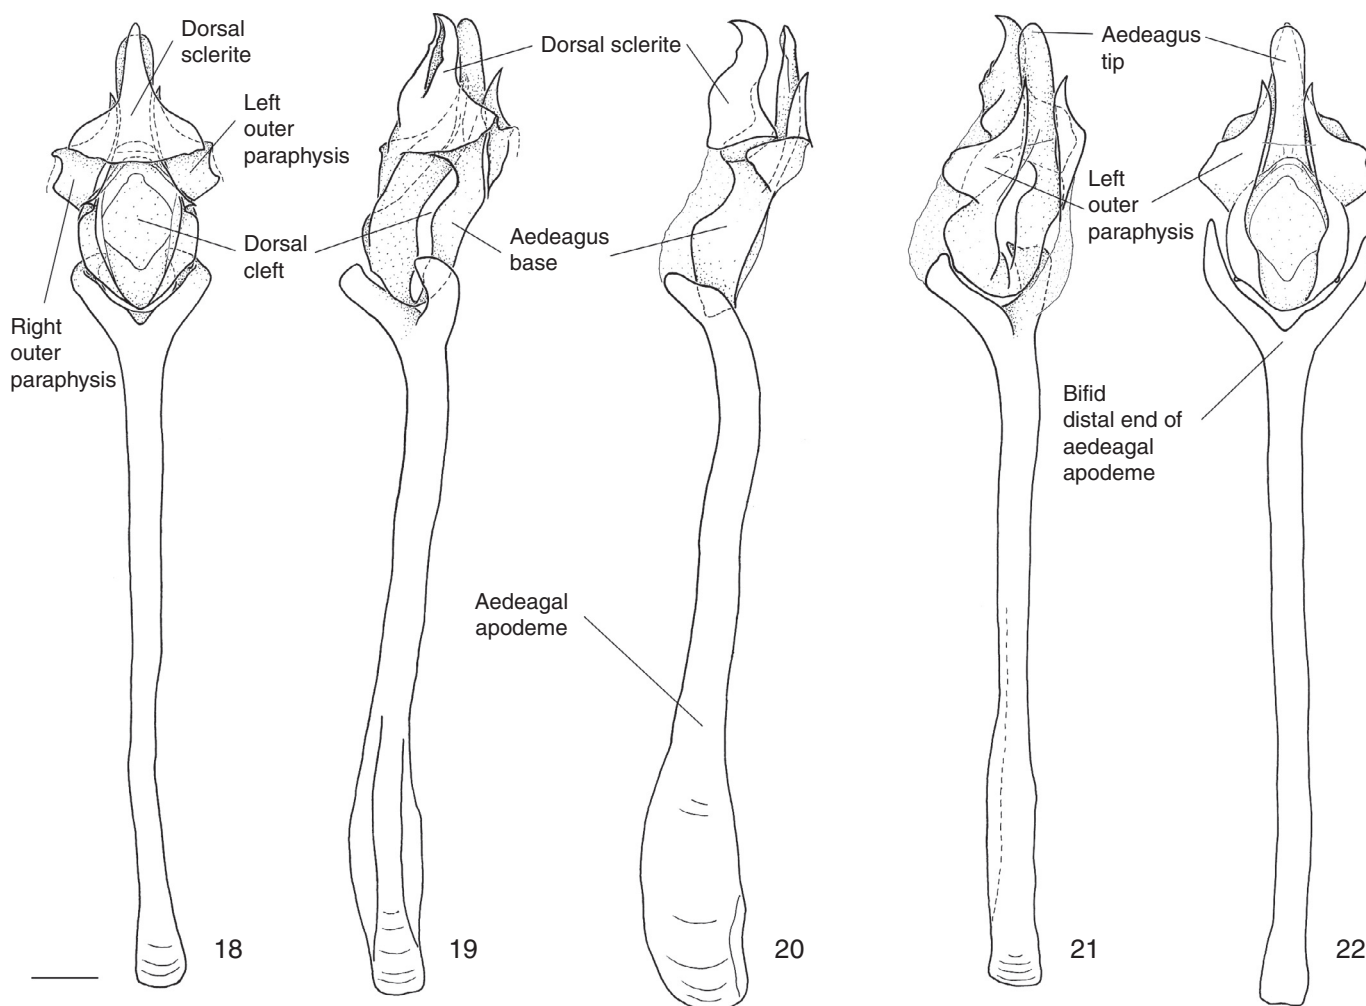 Dorsal
sclerite
Left
outer
paraphysis
Dorsal
cleft
Right
outer
paraphysis
Dorsal sclerite
Aedeagus
base
Aedeagal
apodeme
Aedeagus
tip
Left
outer
paraphysis
Bifid
distal end of
aedeagal
apodeme
18
19
20
21
22